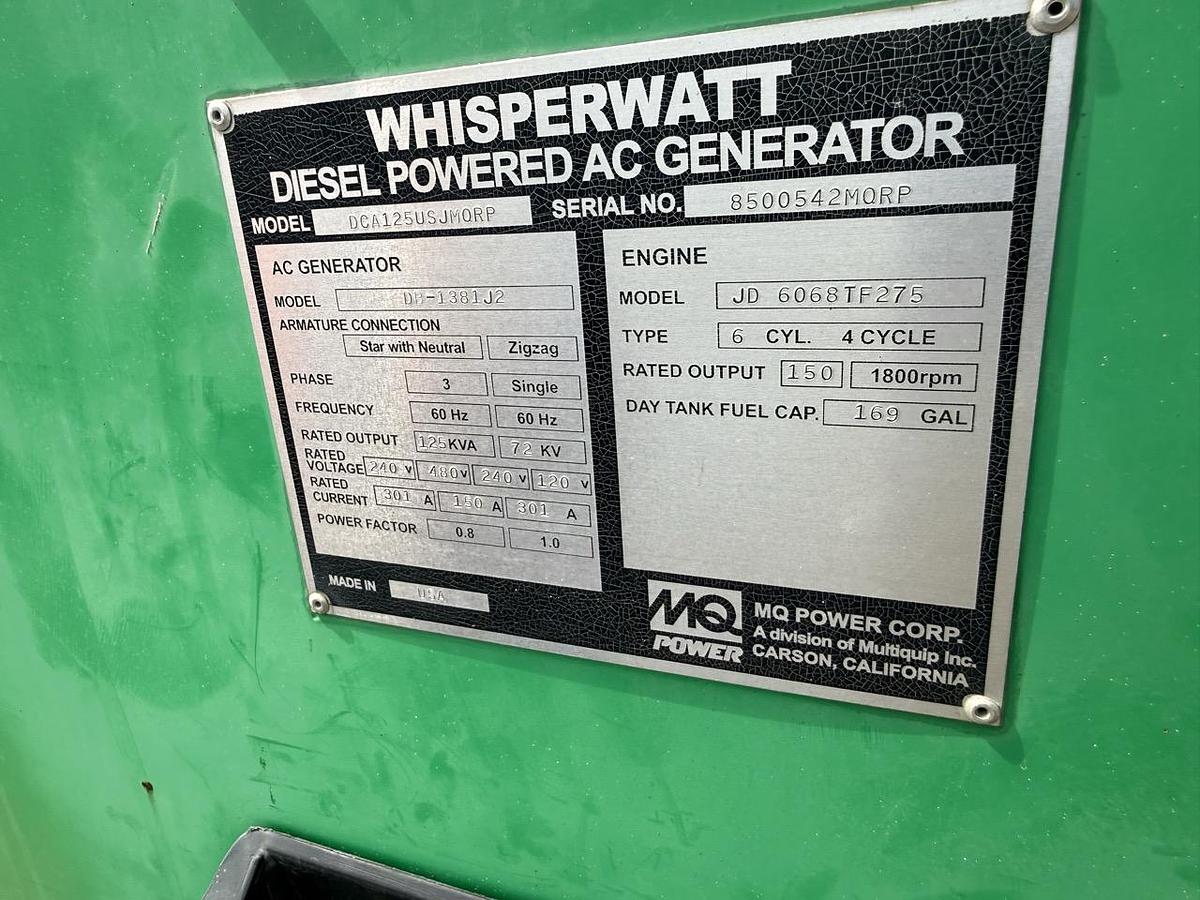 WHISPERWATT
DIESEL POWERED AC GENERATOR
MODEL DCA125USJMQRP SERIAL NO. 8500542MQRP
AC GENERATOR
MODEL DB-1381J2
ARMATURE CONNECTION
Star with Neutral Zigzag
PHASE 3 Single
FREQUENCY 60 Hz 60 Hz
RATED OUTPUT 125KVA 72 KV
RATED VOLTAGE 240 V 480V 240 V 120 V
RATED CURRENT 301 A 150 A 301 A
POWER FACTOR 0.8 1.0
MADE IN USA
ENGINE
MODEL JD 6068TF275
TYPE 6 CYL. 4 CYCLE
RATED OUTPUT 150 1800rpm
DAY TANK FUEL CAP. 169 GAL
MQ POWER
MQ POWER CORP.
A division of Multiquip Inc.
CARSON, CALIFORNIA